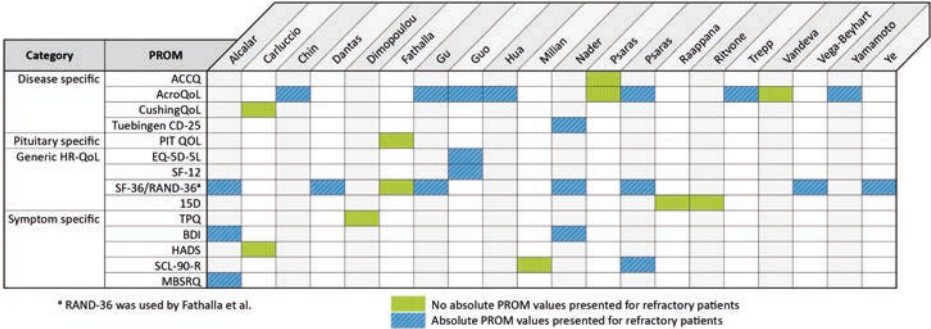 Alcalar
Carluccio
Chin
Dantas
Dimopoulou
Fathalla
Gu
Guo
Hua
Milian
Nader
Psaras
Psaras
Raappana
Ritvone
Trepp
Vandeva
Vega-Beyhart
Yamamoto
Ye
Category PROM
Disease specific ACCQ
AcroQoL
CushingQoL
Tuebingen CD-25
Pituitary specific PIT QOL
Generic HR-QoL EQ-5D-5L
SF-12
SF-36/RAND-36*
15D
Symptom specific TPQ
BDI
HADS
SCL-90-R
MBSRQ
* RAND-36 was used by Fathalla et al.
No absolute PROM values presented for refractory patients
Absolute PROM values presented for refractory patients